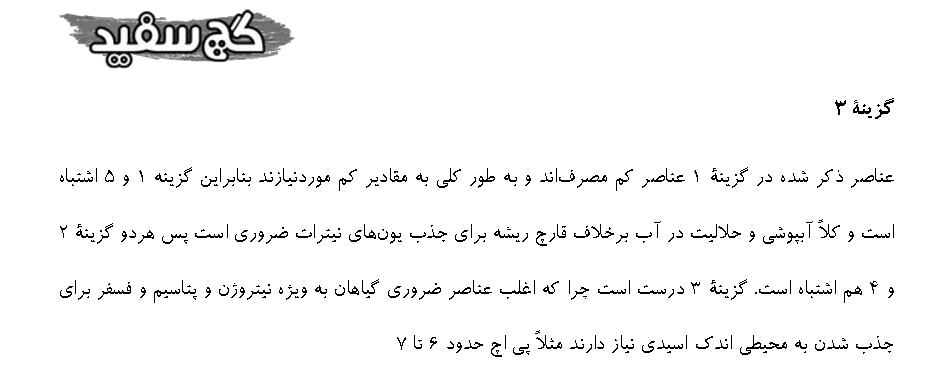 گچ سفید
گزینۀ ۳
عناصر ذکر شده در گزینۀ ۱ عناصر کم مصرف‌اند و به طور کلی به مقادیر کم موردنیازند بنابراین گزینه ۱ و ۵ اشتباه
است و کلاً آبپوشی و حلالیت در آب برخلاف قارچ ریشه برای جذب یون‌های نیترات ضروری است پس هردو گزینۀ ۲
و ۴ هم اشتباه است. گزینۀ ۳ درست است چرا که اغلب عناصر ضروری گیاهان به ویژه نیتروژن و پتاسیم و فسفر برای
جذب شدن به محیطی اندک اسیدی نیاز دارند مثلاً پی اچ حدود ۶ تا ۷